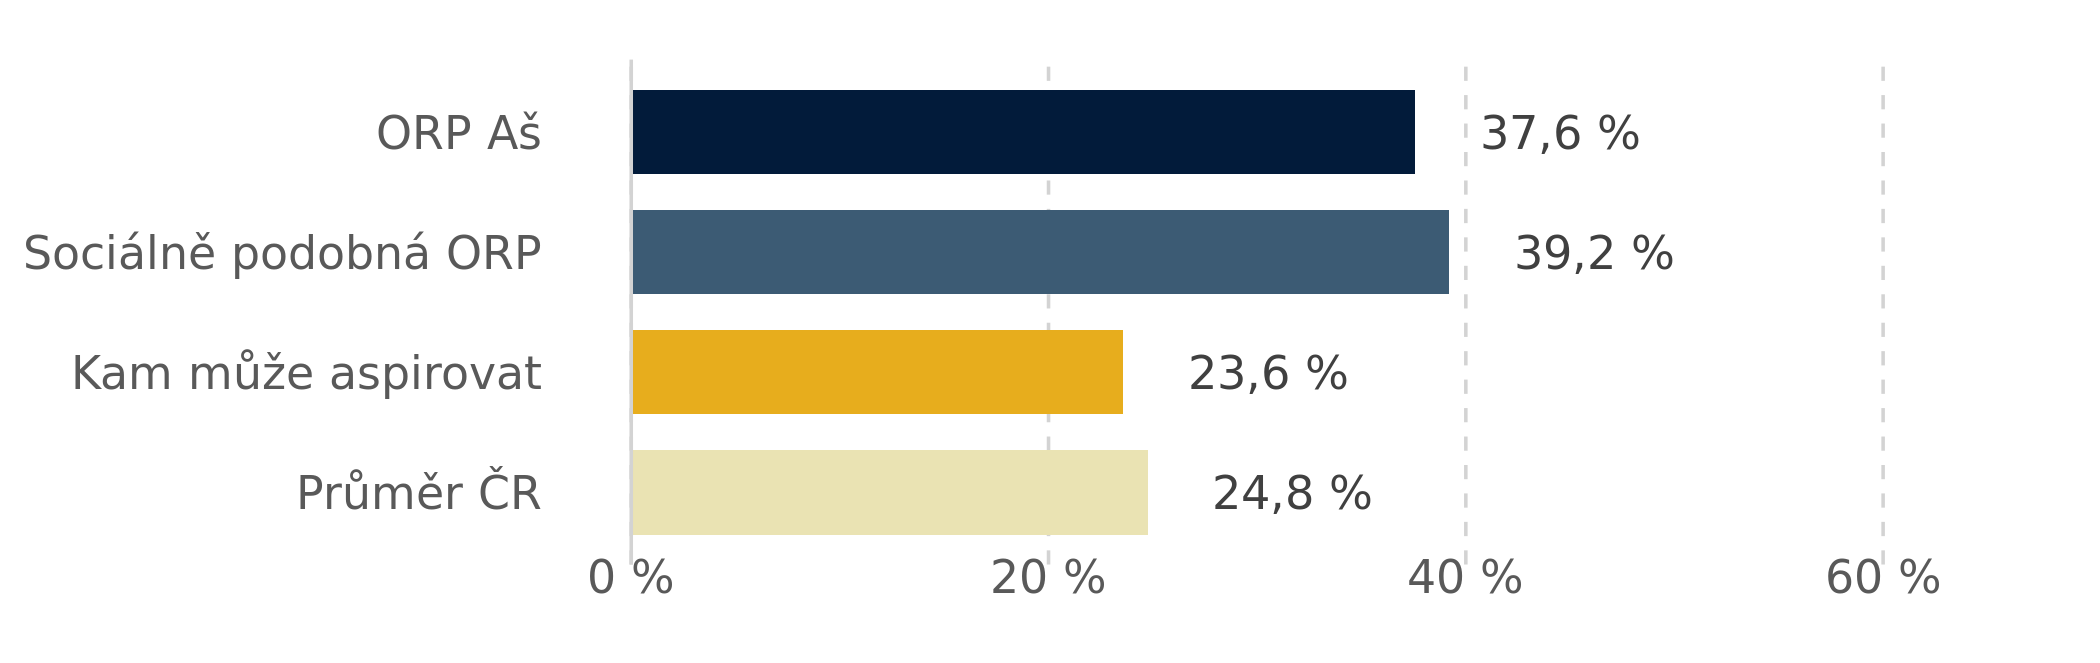 ORP Aš
37,6 %
Sociálně podobná ORP
39,2 %
Kam může aspirovat
23,6 %
Průměr ČR
24,8 %
0 %
20 %
40 %
60 %